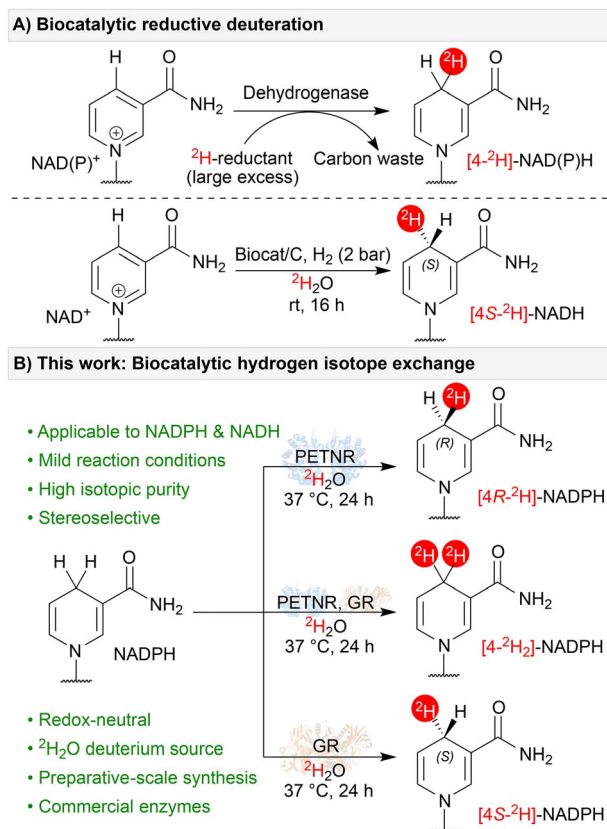 A) Biocatalytic reductive deuteration
H
O
NH₂
N
⊕
NAD(P)⁺
Dehydrogenase
²H-reductant
(large excess)
Carbon waste
H
²H
O
NH₂
N
[4-²H]-NAD(P)H
H
O
NH₂
N
⊕
NAD⁺
Biocat/C, H₂ (2 bar)
²H₂O
rt, 16 h
²H
H
O
(S)
NH₂
N
[4S-²H]-NADH
B) This work: Biocatalytic hydrogen isotope exchange
• Applicable to NADPH & NADH
• Mild reaction conditions
• High isotopic purity
• Stereoselective
PETNR
²H₂O
37 °C, 24 h
H
²H
O
(R)
NH₂
N
[4R-²H]-NADPH
H H
O
NH₂
N
NADPH
PETNR, GR
²H₂O
37 °C, 24 h
²H ²H
O
NH₂
N
[4-²H₂]-NADPH
• Redox-neutral
• ²H₂O deuterium source
• Preparative-scale synthesis
• Commercial enzymes
GR
²H₂O
37 °C, 24 h
²H
H
O
(S)
NH₂
N
[4S-²H]-NADPH